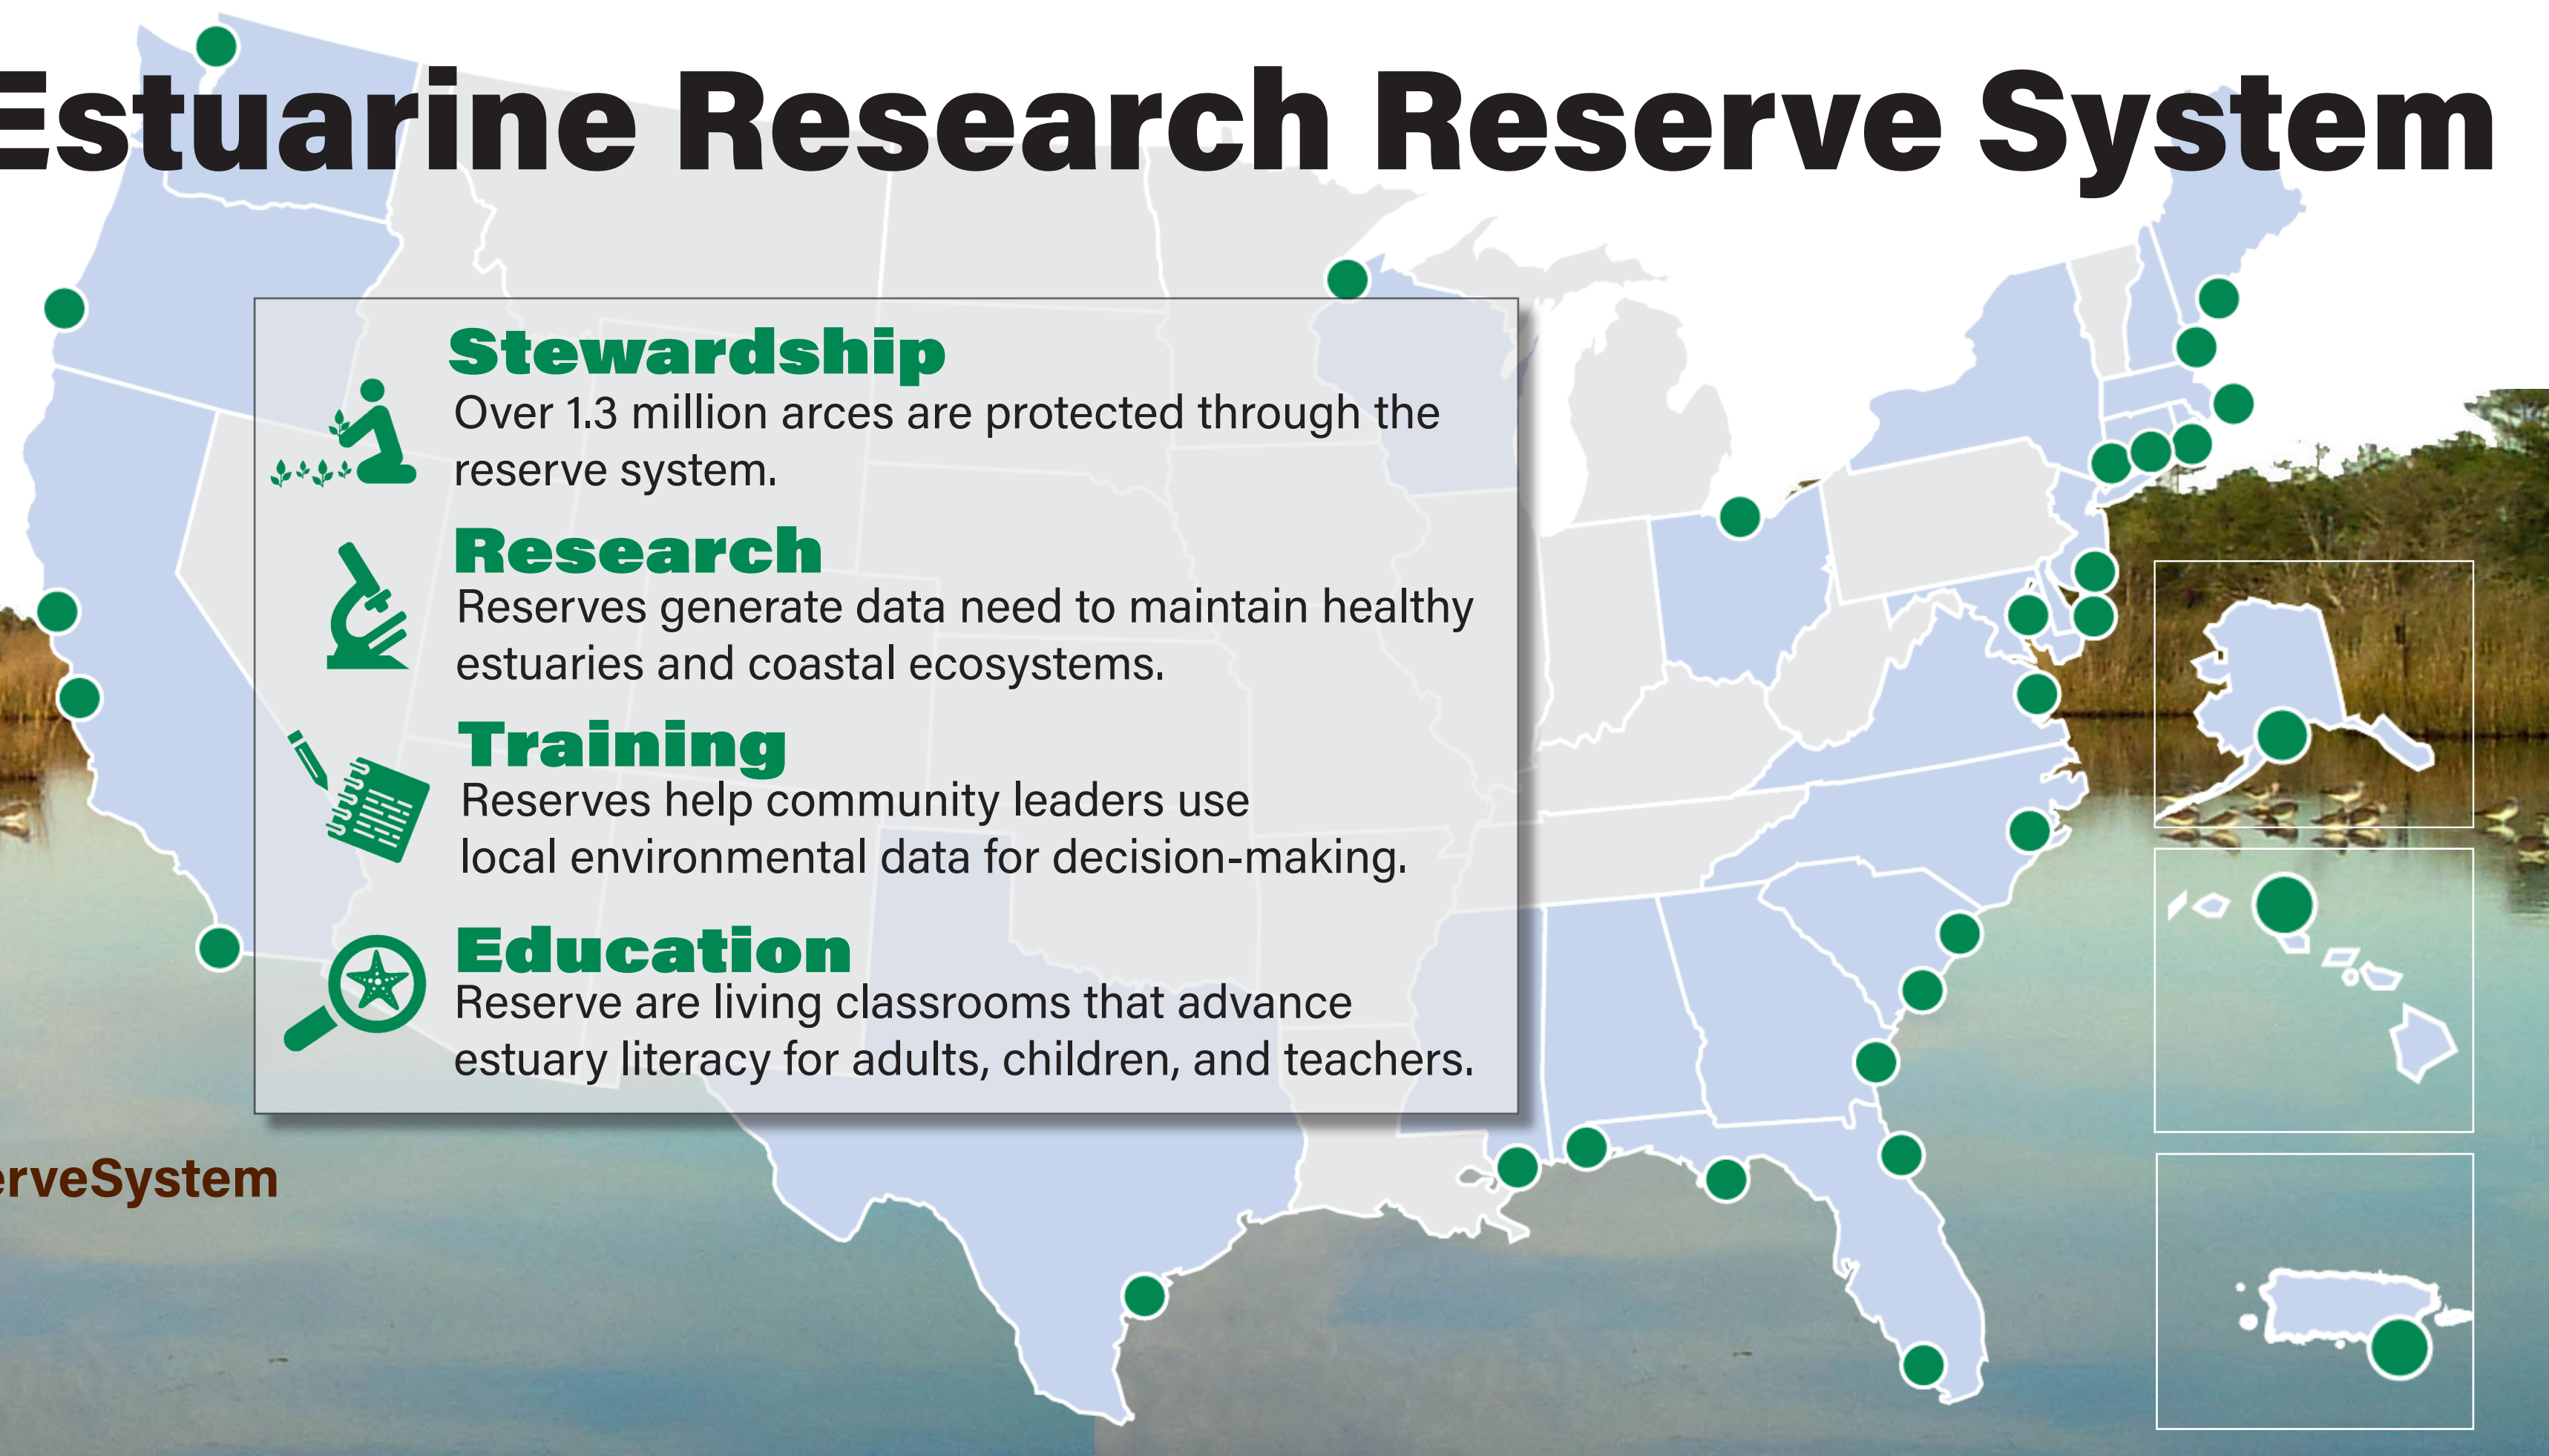 Estuarine Research Reserve System
Stewardship
Over 1.3 million arces are protected through the
reserve system.
Research
Reserves generate data need to maintain healthy
estuaries and coastal ecosystems.
Training
Reserves help community leaders use
local environmental data for decision-making.
Education
Reserve are living classrooms that advance
estuary literacy for adults, children, and teachers.
erveSystem